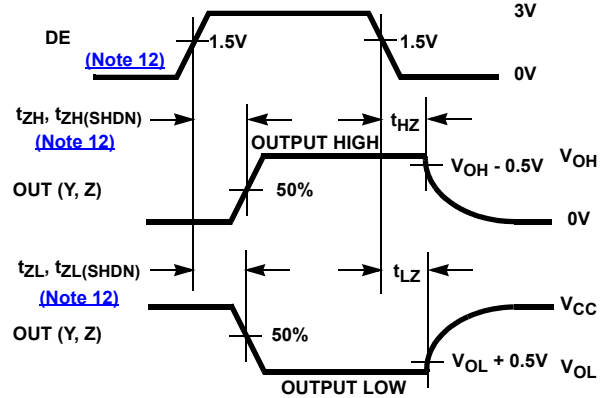 3V
DE
(Note 12)
1.5V
1.5V
0V
tZH, tZH(SHDN)
(Note 12)
tHZ
OUTPUT HIGH
VOH - 0.5V
VOH
OUT (Y, Z)
50%
0V
tZL, tZL(SHDN)
(Note 12)
tLZ
VCC
OUT (Y, Z)
50%
VOL + 0.5V
VOL
OUTPUT LOW